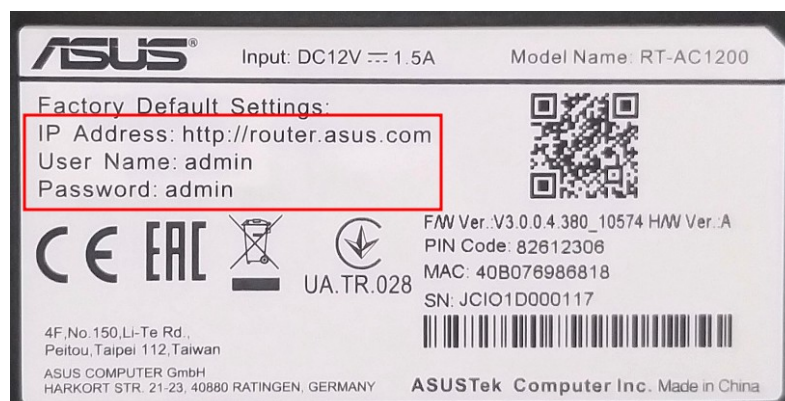 ASUS® Input: DC12V ⎓ 1.5A Model Name: RT-AC1200
Factory Default Settings:
IP Address: http://router.asus.com
User Name: admin
Password: admin
F/W Ver.:V3.0.0.4.380_10574 H/W Ver.:A
PIN Code: 82612306
MAC: 40B076986818
SN: JCIO1D000117
CE EAC UA.TR.028
4F,No.150,Li-Te Rd.,
Peitou,Taipei 112,Taiwan
ASUS COMPUTER GmbH
HARKORT STR. 21-23, 40880 RATINGEN, GERMANY
ASUSTek Computer Inc. Made in China